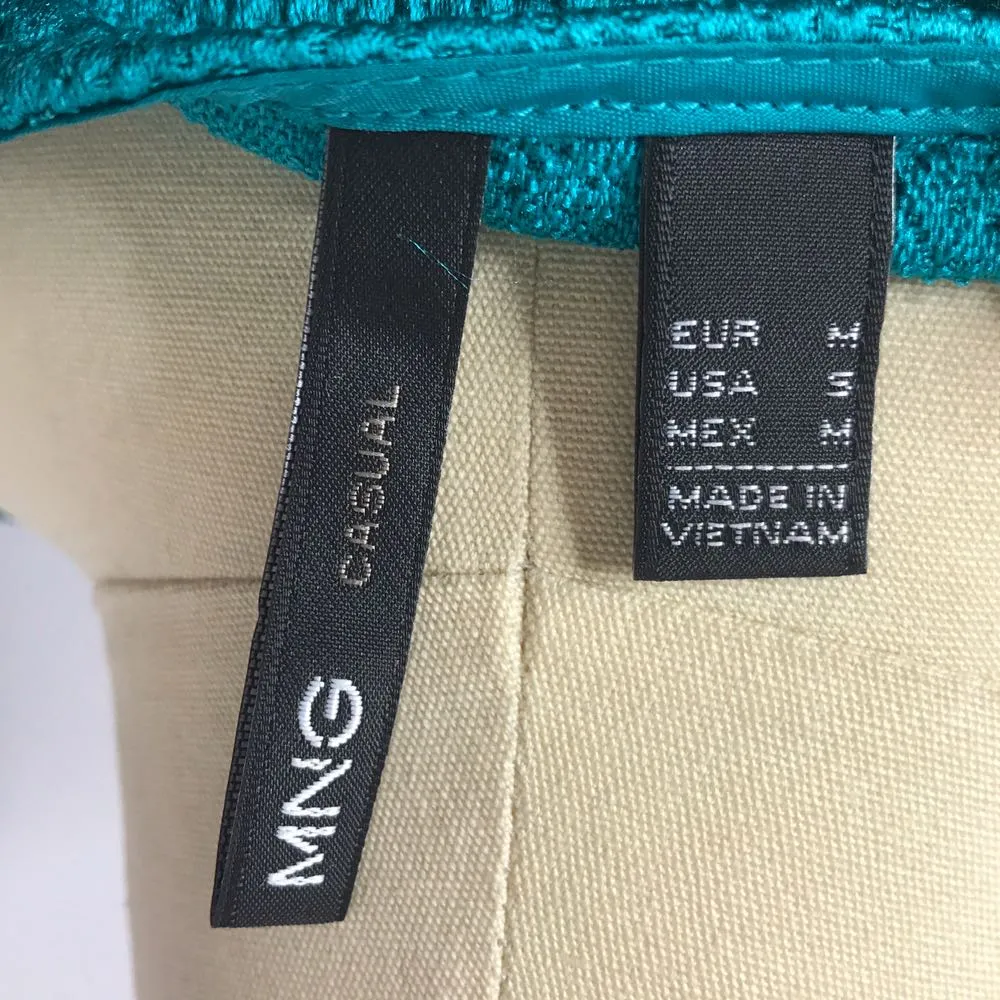 MNG
CASUAL
EUR M
USA S
MEX M
MADE IN
VIETNAM